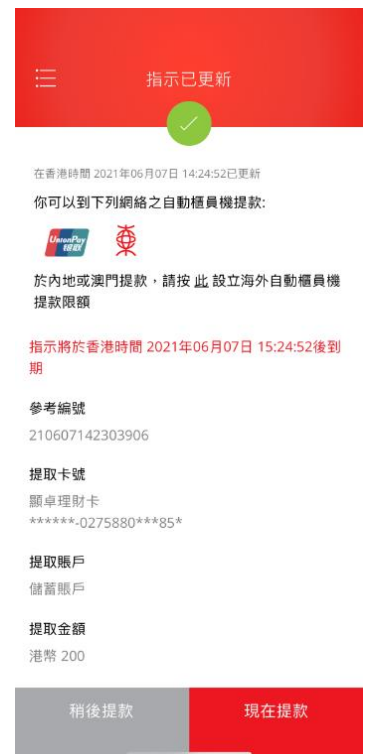 指示已更新
在香港時間 2021年06月07日 14:24:52已更新
你可以到下列網絡之自動櫃員機提款:
UnionPay
银联
於內地或澳門提款，請按 此 設立海外自動櫃員機
提款限額
指示將於香港時間 2021年06月07日 15:24:52後到
期
參考編號
210607142303906
提取卡號
顯卓理財卡
******-0275880***85*
提取賬戶
儲蓄賬戶
提取金額
港幣 200
稍後提款
現在提款